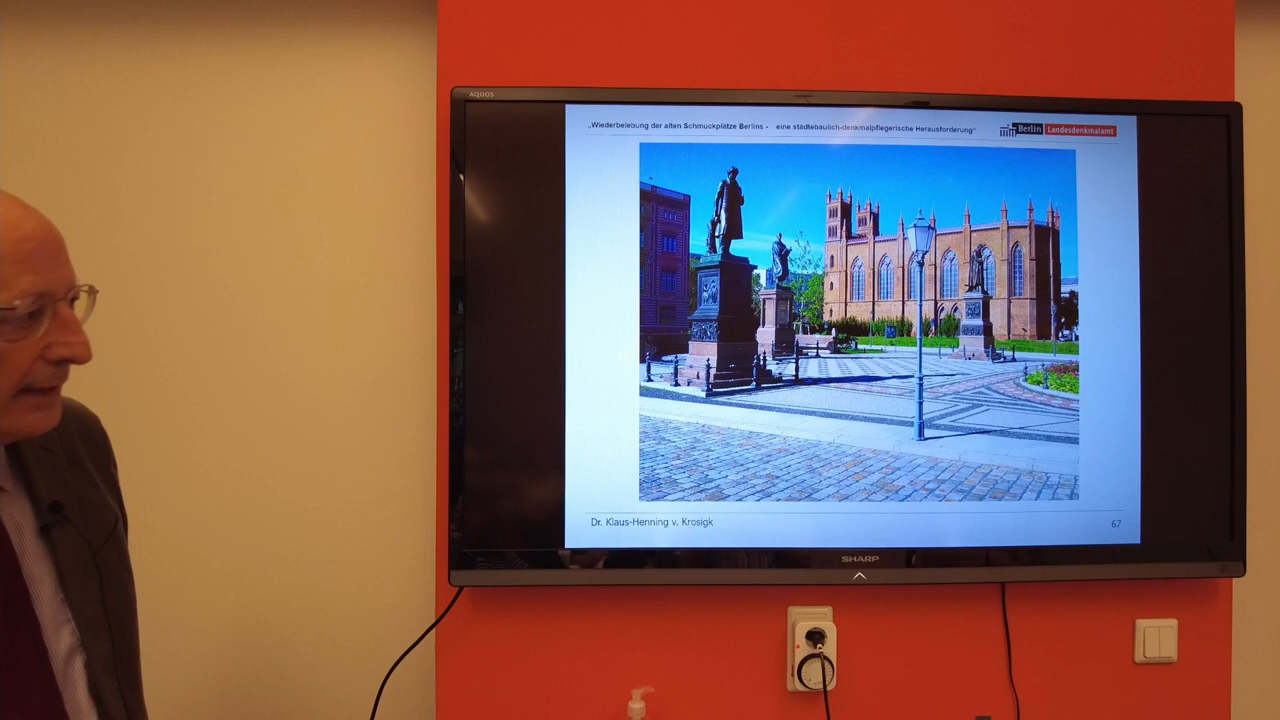 AQUOS
„Wiederbelebung der alten Schmuckplätze Berlins - eine städtebaulich-denkmalpflegerische Herausforderung“
Berlin Landesdenkmalamt
Dr. Klaus-Henning v. Krosigk
67
SHARP